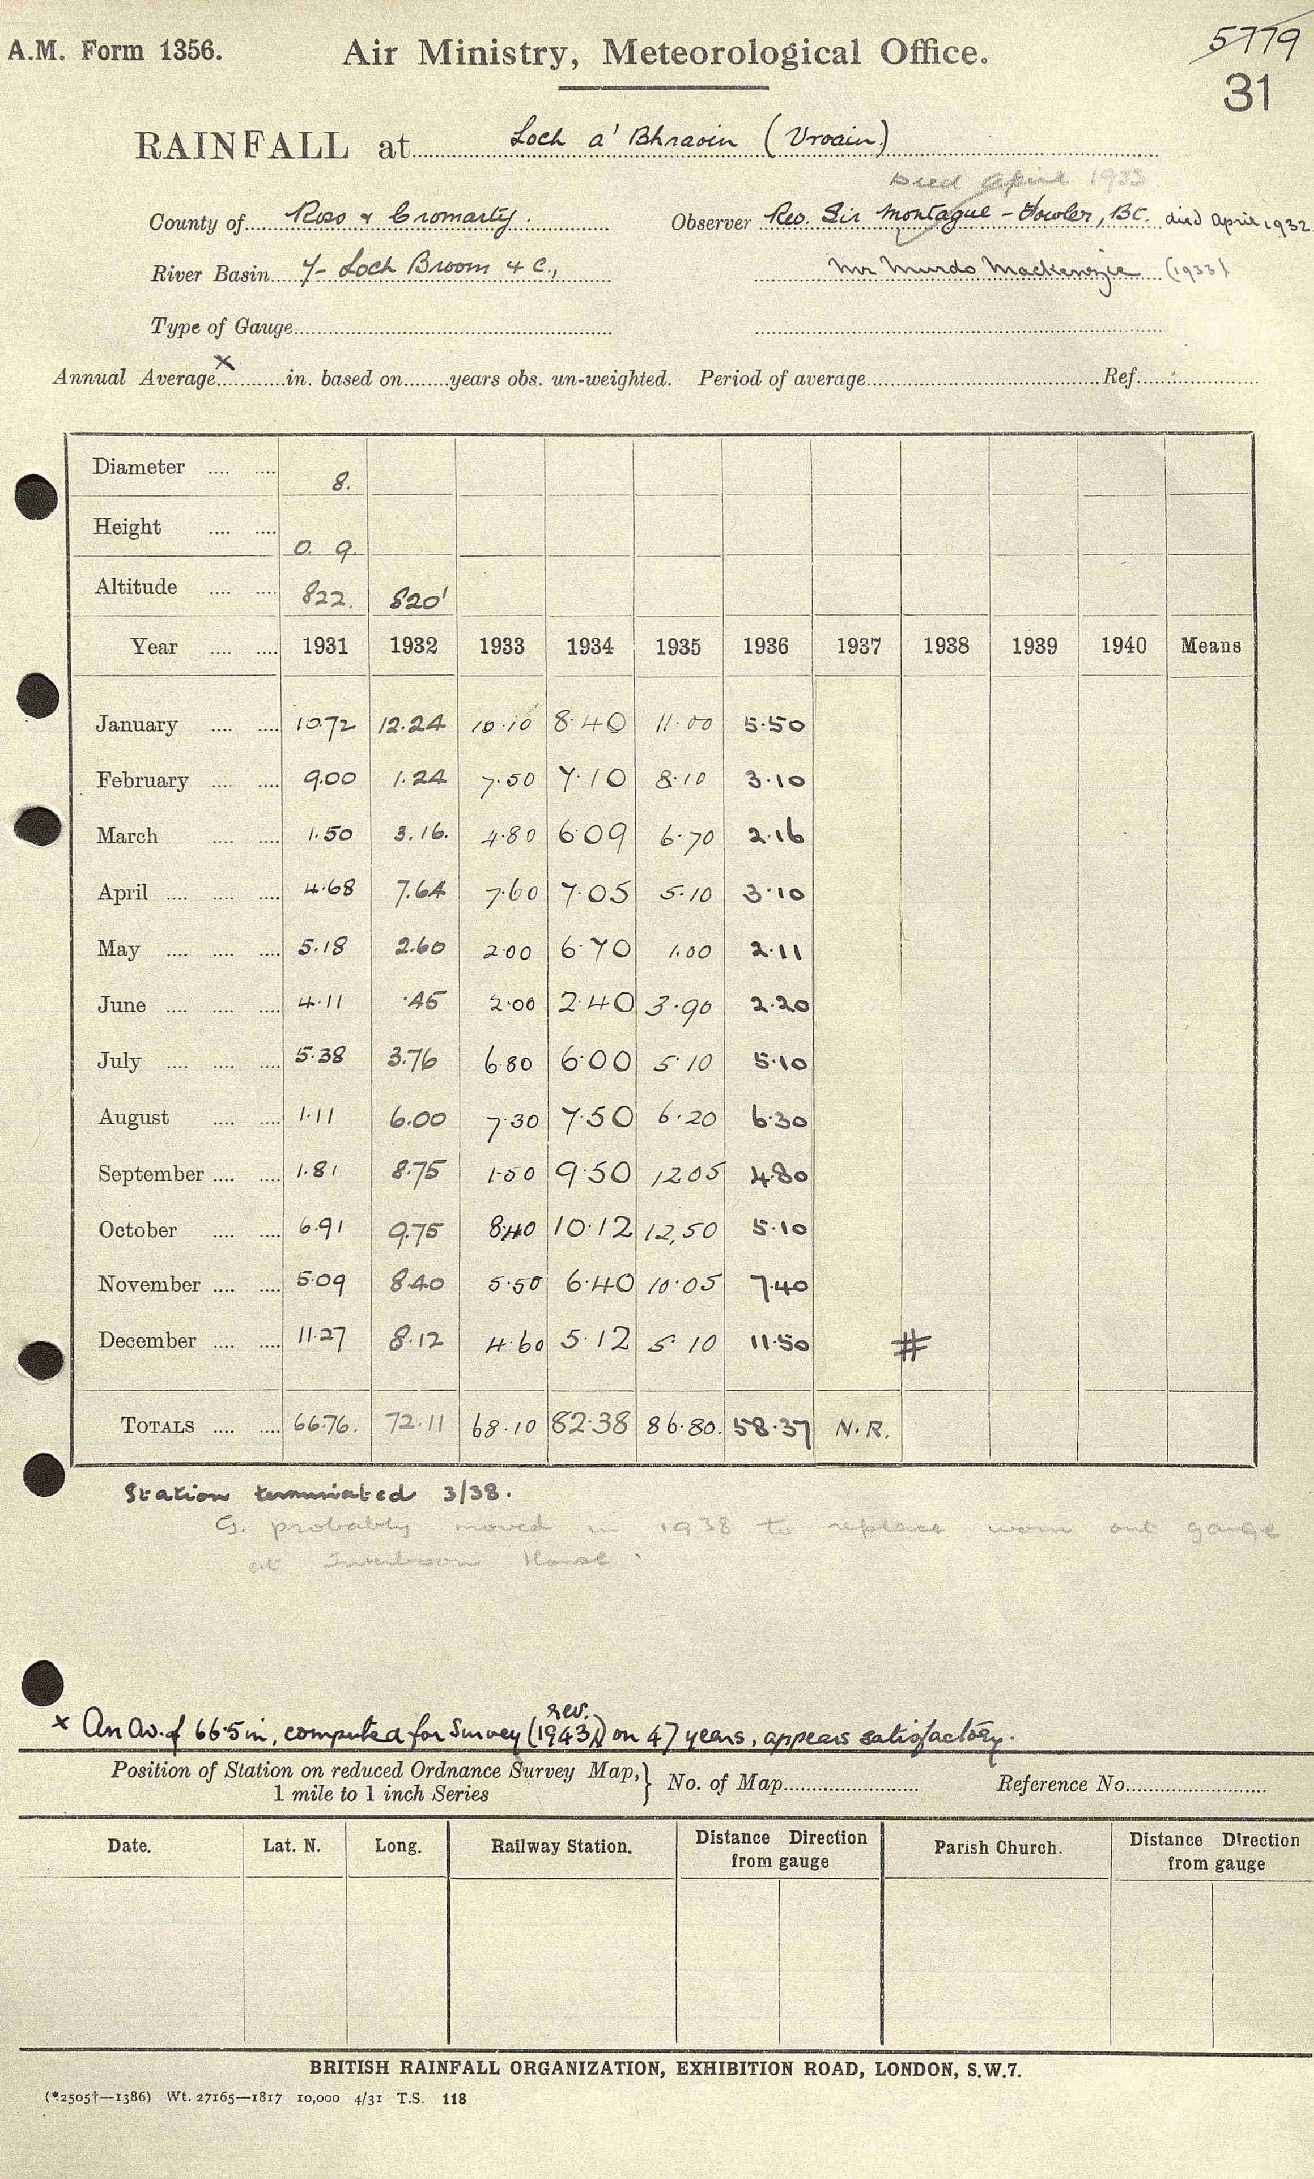 A.M. Form 1356.
Air Ministry, Meteorological Office.
5779
31
RAINFALL at Loch a' Bhraoin (Vroain)
Died April 1933
County of Ross & Cromarty. Observer Rev. Sir Montague-Fowler, BC. died April 1932
River Basin 7- Loch Broom & C., Mr Murdo Mackenzie (1933)
Type of Gauge
Annual Average x in. based on years obs. un-weighted. Period of average Ref.
Diameter 8.
Height 0. 9.
Altitude 822. 820'
Year 1931 1932 1933 1934 1935 1936 1937 1938 1939 1940 Means
January 10.72 12.24 10.10 8.40 11.00 5.50
February 9.00 1.24 7.50 7.10 8.10 3.10
March 1.50 3.16. 4.80 6.09 6.70 2.16
April 4.68 7.64 7.60 7.05 5.10 3.10
May 5.18 2.60 2.00 6.70 1.00 2.11
June 4.11 .45 2.00 2.40 3.90 2.20
July 5.38 3.76 6.80 6.00 5.10 5.10
August 1.11 6.00 7.30 7.50 6.20 6.30
September 1.81 8.75 1.50 9.50 12.05 4.80
October 6.91 9.75 8.40 10.12 12,50 5.10
November 5.09 8.40 5.50 6.40 10.05 7.40
December 11.27 8.12 4.60 5.12 5.10 11.50 #
TOTALS 66.76. 72.11 68.10 82.38 86.80. 58.37 N.R.
Station terminated 3/38.
G. probably moved in 1938 to replace worn out gauge
at Inverbroom House.
rev.
x An Av. of 66.5 in, computed for Survey (1943) on 47 years, appears satisfactory.
Position of Station on reduced Ordnance Survey Map,} No. of Map Reference No.
1 mile to 1 inch Series
Date. Lat. N. Long. Railway Station. Distance Direction Parish Church. Distance Direction
from gauge from gauge
BRITISH RAINFALL ORGANIZATION, EXHIBITION ROAD, LONDON, S.W.7.
(*2505†—1386) Wt. 27165—1817 10,000 4/31 T.S. 118